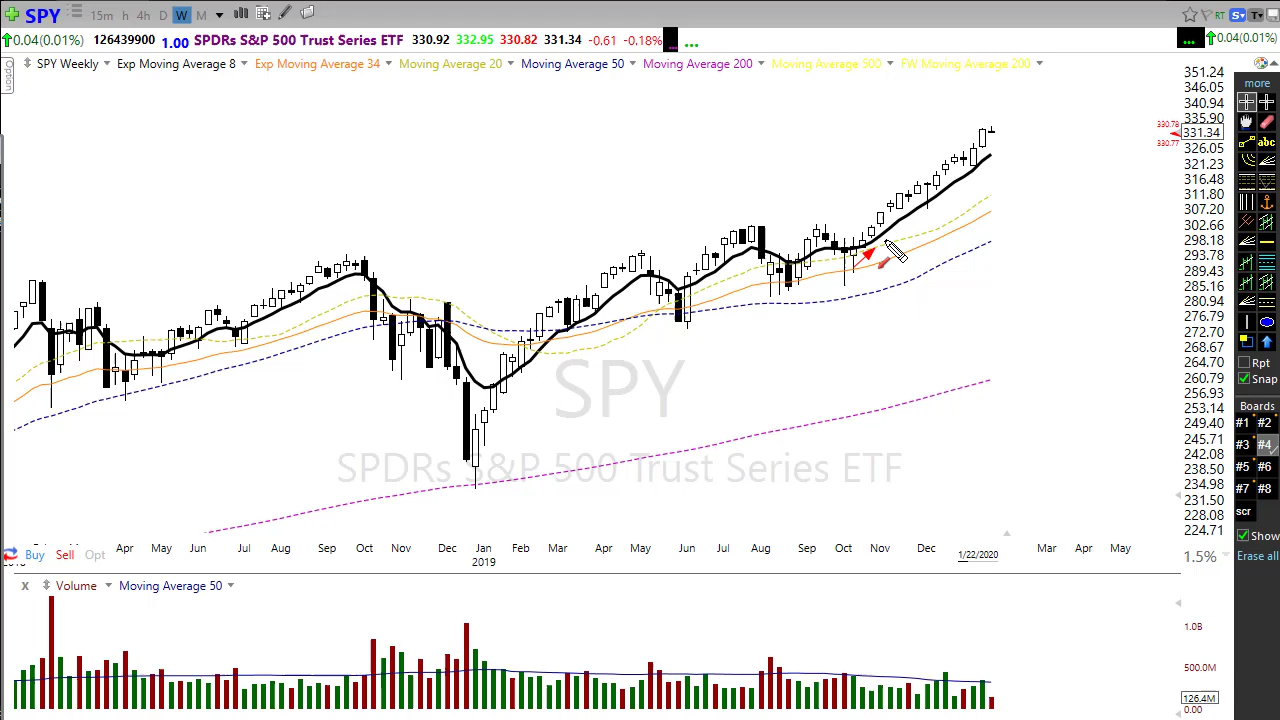 SPY 15m h 4h D W M RT S T
0.04(0.01%) 126439900 1.00 SPDRs S&P 500 Trust Series ETF 330.92 332.95 330.82 331.34 -0.61 -0.18% ... ... 0.04(0.01%)
Option
SPY Weekly Exp Moving Average 8 Exp Moving Average 34 Moving Average 20 Moving Average 50 Moving Average 200 Moving Average 500 FW Moving Average 200
351.24
346.05
340.94
335.90
330.78
331.34
330.77
326.05
321.23
316.48
311.80
307.20
302.66
298.18
293.78
289.43
285.16
280.94
276.79
272.70
268.67
264.70
260.79
256.93
253.14
249.40
245.71
242.08
238.50
234.98
231.50
228.08
224.71
SPY
SPDRs S&P 500 Trust Series ETF
more
abc
Rpt
Snap
Boards
#1 #2
#3 #4
#5 #6
#7 #8
scr
Show
Erase all
Apr May Jun Jul Aug Sep Oct Nov Dec Jan Feb Mar Apr May Jun Jul Aug Sep Oct Nov Dec 1/22/2020 Mar Apr May
Buy Sell Opt
2019
1.5%
x Volume Moving Average 50
1.0B
500.0M
126.4M
0.00